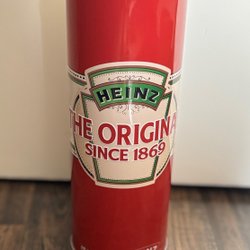 HEINZ
THE ORIGINA
SINCE 1869